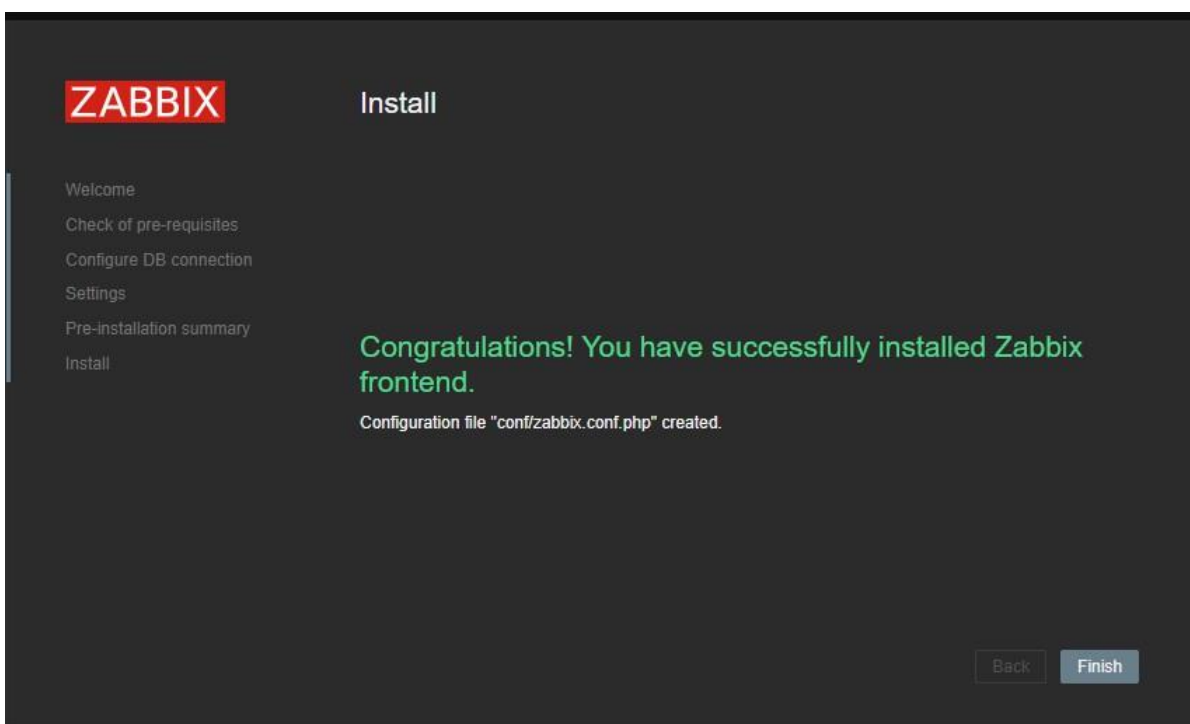 ZABBIX
Install
Welcome
Check of pre-requisites
Configure DB connection
Settings
Pre-installation summary
Install
Congratulations! You have successfully installed Zabbix
frontend.
Configuration file "conf/zabbix.conf.php" created.
Back
Finish